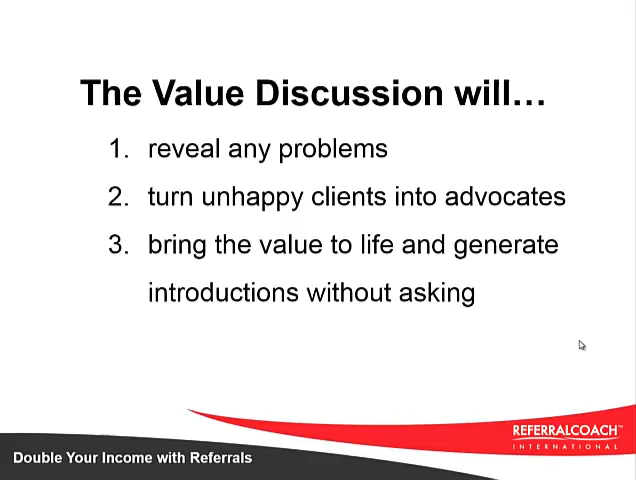 The Value Discussion will…
1. reveal any problems
2. turn unhappy clients into advocates
3. bring the value to life and generate
introductions without asking
REFERRALCOACH™
INTERNATIONAL
Double Your Income with Referrals